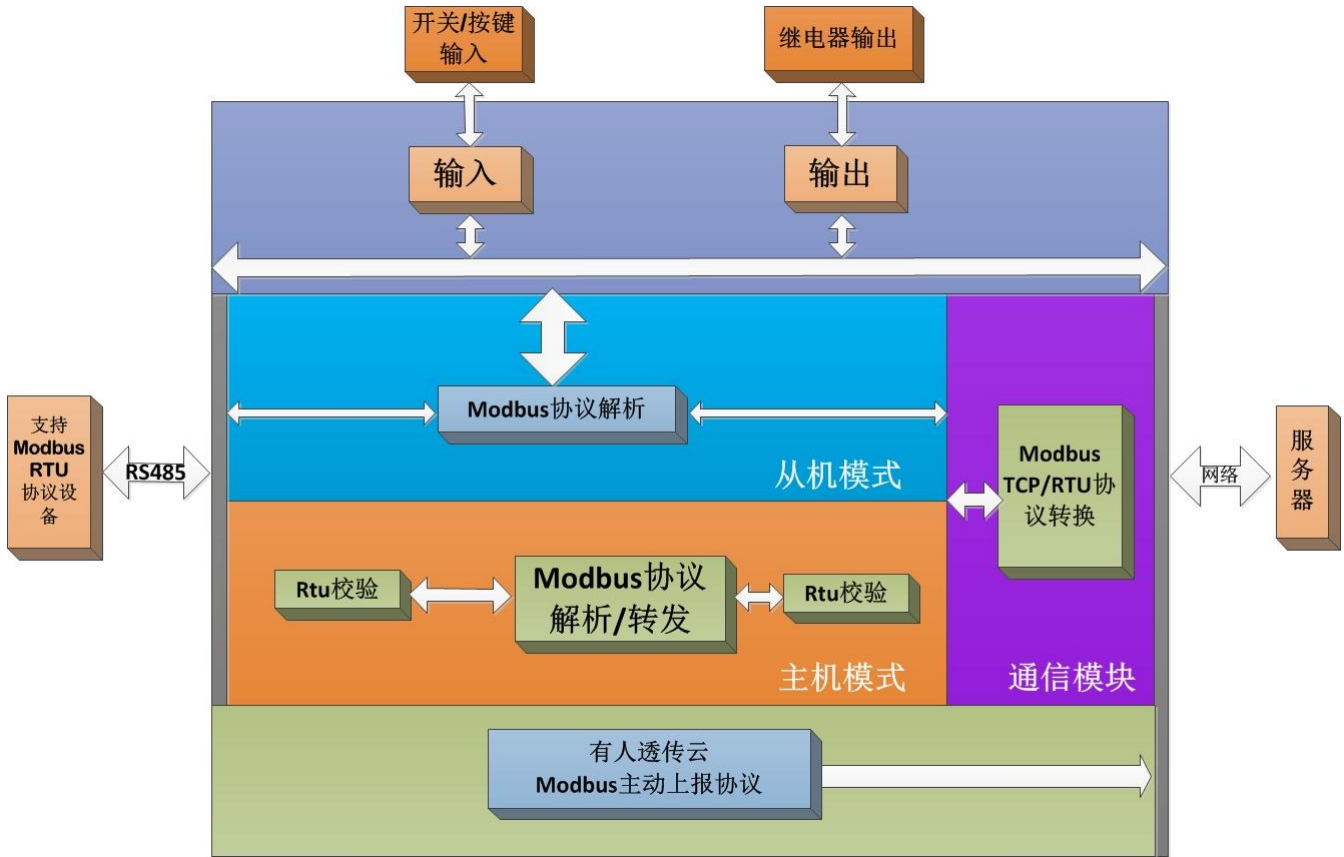 开关/按键
输入
继电器输出
输入
输出
Modbus协议解析
从机模式
支持
Modbus
RTU
协议设
备
RS485
Modbus
TCP/RTU协
议转换
网络
服
务
器
Rtu校验
Modbus协议
解析/转发
Rtu校验
主机模式
通信模块
有人透传云
Modbus主动上报协议